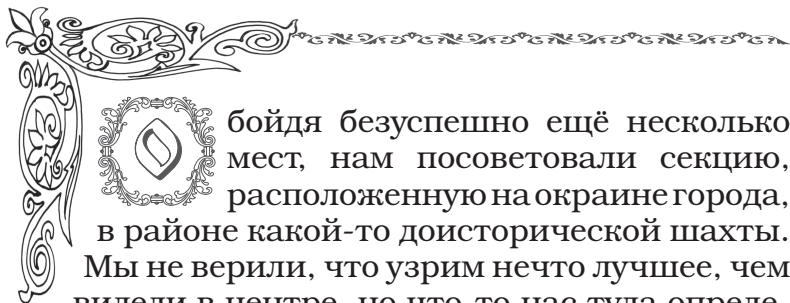 Обойдя безуспешно ещё несколько
мест, нам посоветовали секцию,
расположенную на окраине города,
в районе какой-то доисторической шахты.
Мы не верили, что узрим нечто лучшее, чем
видели в центре, но что-то нас туда опреде-